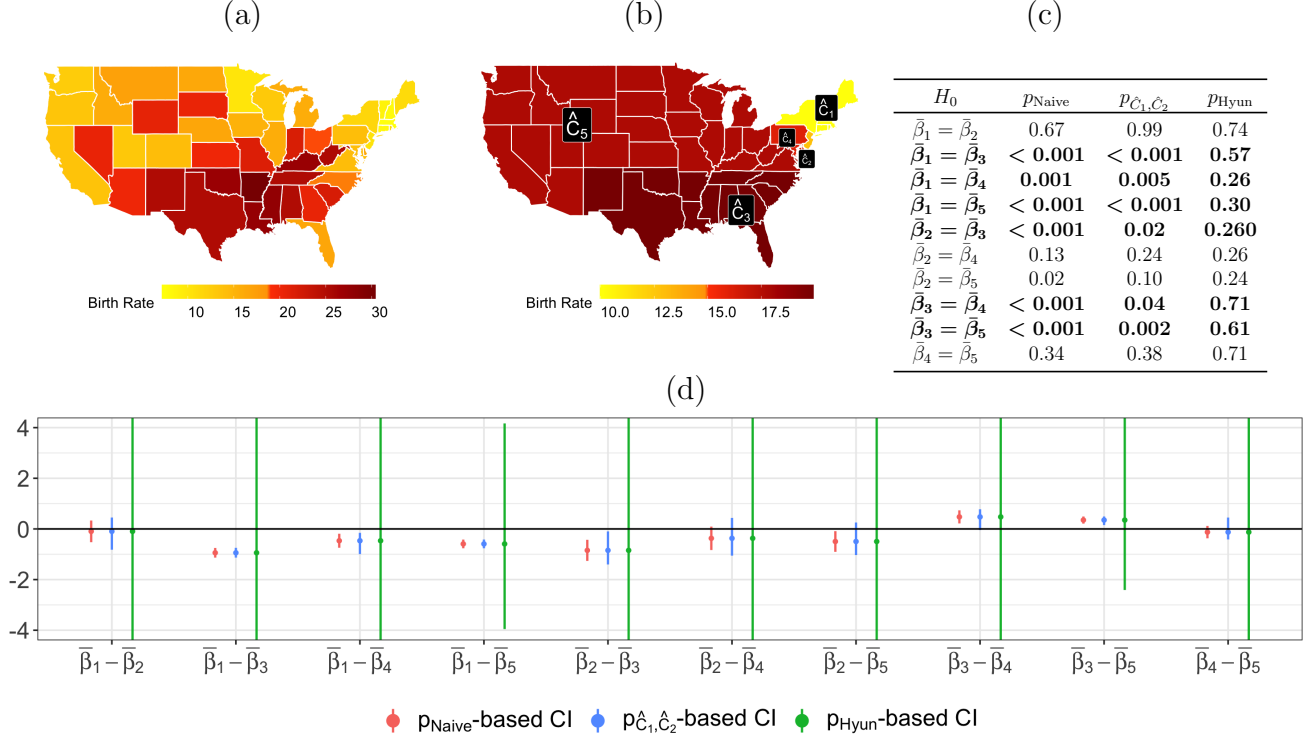 (a)
(b)
(c)
Ĉ₁
Ĉ₅
Ĉ₄
Ĉ₂
Ĉ₃
Birth Rate 10 15 20 25 30
Birth Rate 10.0 12.5 15.0 17.5
H₀ p_Naive p_Ĉ₁,Ĉ₂ p_Hyun
β̄₁ = β̄₂ 0.67 0.99 0.74
β̄₁ = β̄₃ < 0.001 < 0.001 0.57
β̄₁ = β̄₄ 0.001 0.005 0.26
β̄₁ = β̄₅ < 0.001 < 0.001 0.30
β̄₂ = β̄₃ < 0.001 0.02 0.260
β̄₂ = β̄₄ 0.13 0.24 0.26
β̄₂ = β̄₅ 0.02 0.10 0.24
β̄₃ = β̄₄ < 0.001 0.04 0.71
β̄₃ = β̄₅ < 0.001 0.002 0.61
β̄₄ = β̄₅ 0.34 0.38 0.71
(d)
4
2
0
-2
-4
β̄₁−β̄₂ β̄₁−β̄₃ β̄₁−β̄₄ β̄₁−β̄₅ β̄₂−β̄₃ β̄₂−β̄₄ β̄₂−β̄₅ β̄₃−β̄₄ β̄₃−β̄₅ β̄₄−β̄₅
p_Naive-based CI p_Ĉ₁,Ĉ₂-based CI p_Hyun-based CI